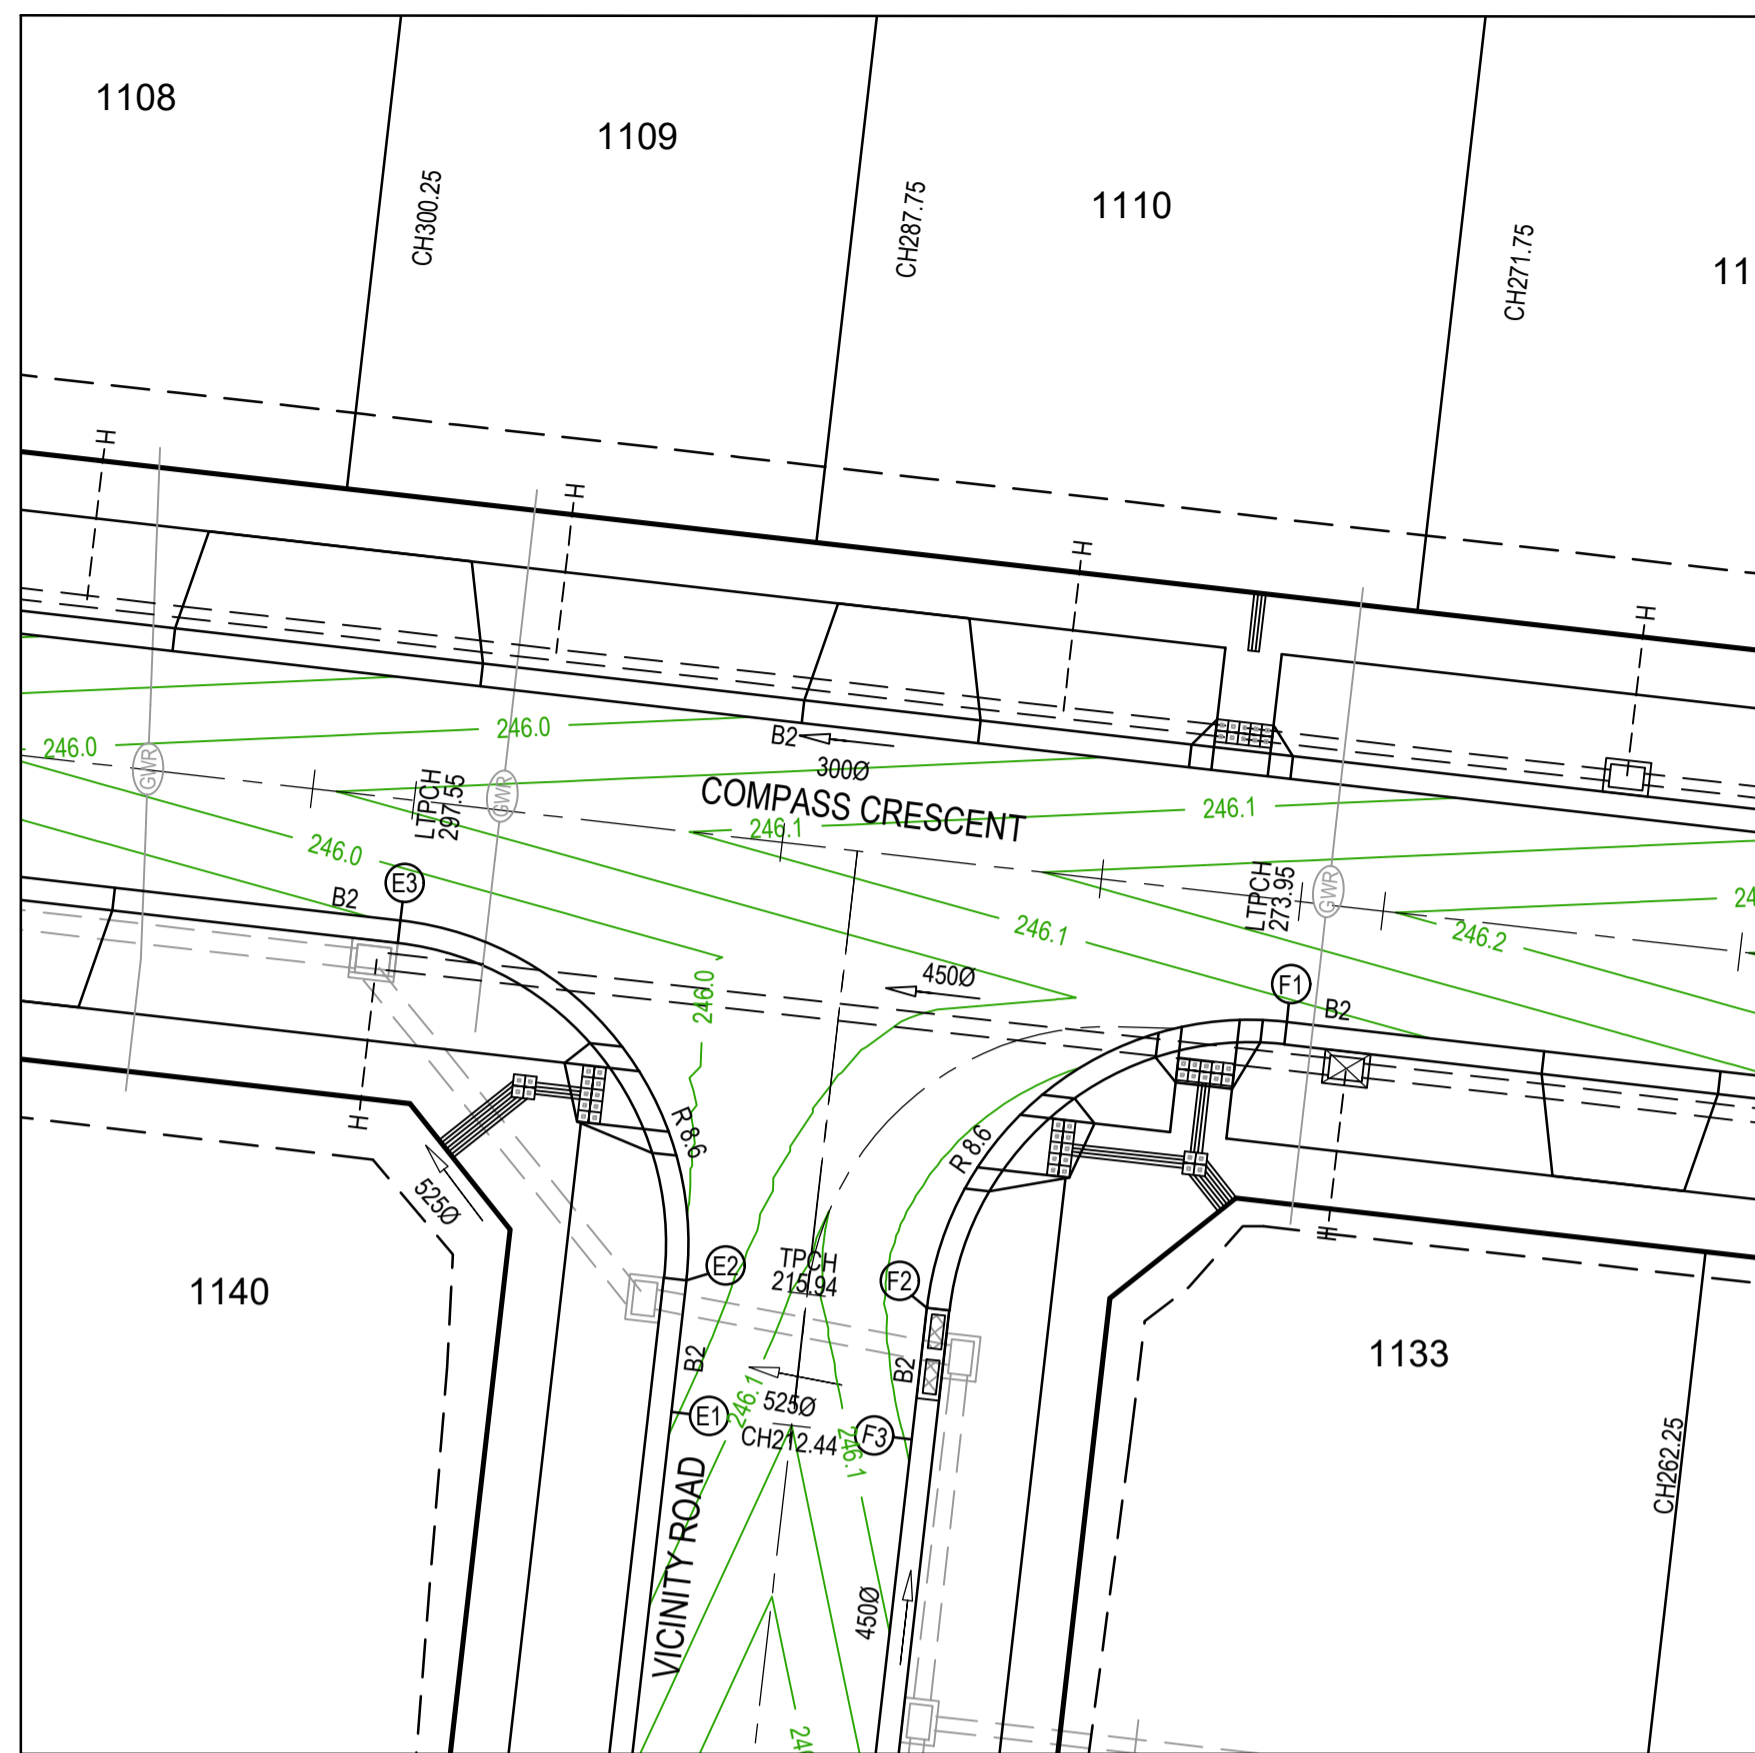 1108
1109
1110
11
CH300.25
CH287.75
CH271.75
H
H
H
H
246.0
246.0
GWR
GWR
B2
300Ø
COMPASS CRESCENT
LTPCH
297.55
246.1
246.1
246.0
E3
B2
LTPCH
273.95
GWR
24
246.1
246.2
450Ø
246.0
F1
B2
H
R 8.6
R 8.6
525Ø
H
1140
E2
TPCH
215.94
F2
1133
B2
B2
246.1
525Ø
E1
CH212.44
F3
246.1
CH262.25
VICINITY ROAD
450Ø
246